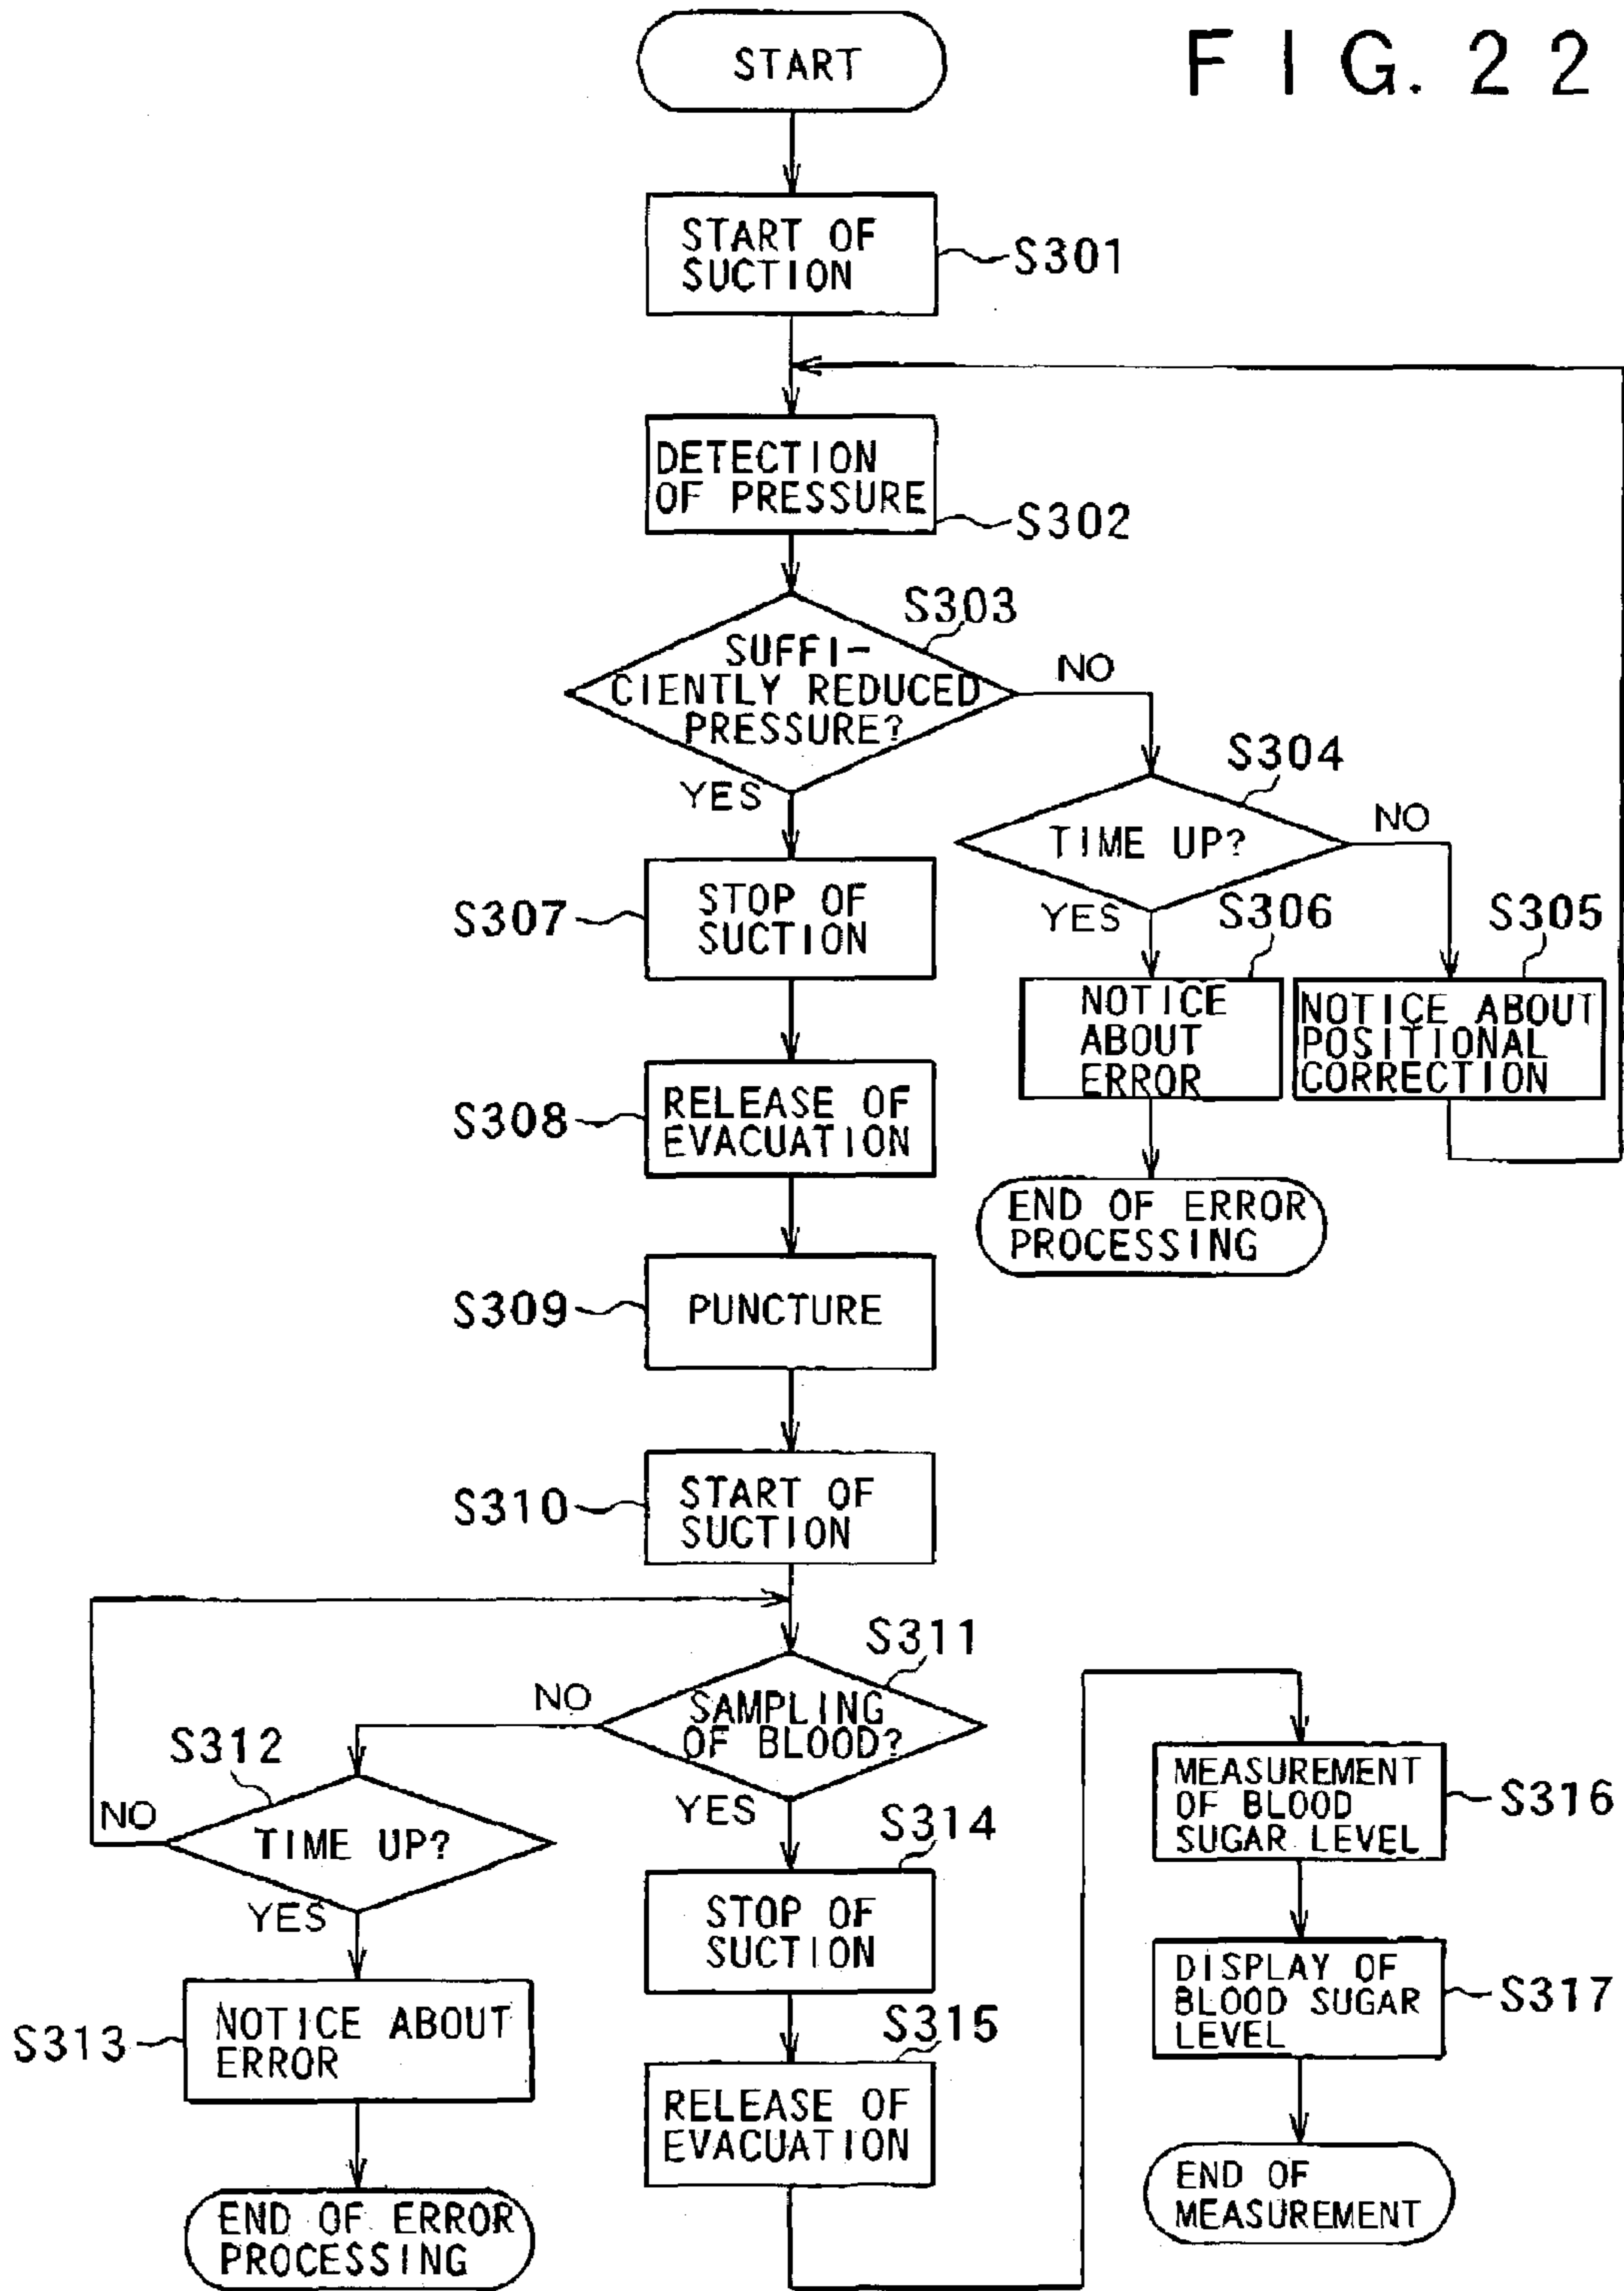 FIG. 22
START
START OF
SUCTION
S301
DETECTION
OF PRESSURE
S302
S303
SUFFI-
CIENTLY REDUCED
PRESSURE?
NO
YES
S304
TIME UP?
NO
YES
S307
STOP OF
SUCTION
S306
NOTICE
ABOUT
ERROR
S305
NOTICE ABOUT
POSITIONAL
CORRECTION
S308
RELEASE OF
EVACUATION
END OF ERROR
PROCESSING
S309
PUNCTURE
S310
START OF
SUCTION
S311
SAMPLING
OF BLOOD?
NO
YES
S312
TIME UP?
NO
YES
S313
NOTICE ABOUT
ERROR
END OF ERROR
PROCESSING
S314
STOP OF
SUCTION
S315
RELEASE OF
EVACUATION
MEASUREMENT
OF BLOOD
SUGAR LEVEL
S316
DISPLAY OF
BLOOD SUGAR
LEVEL
S317
END OF
MEASUREMENT